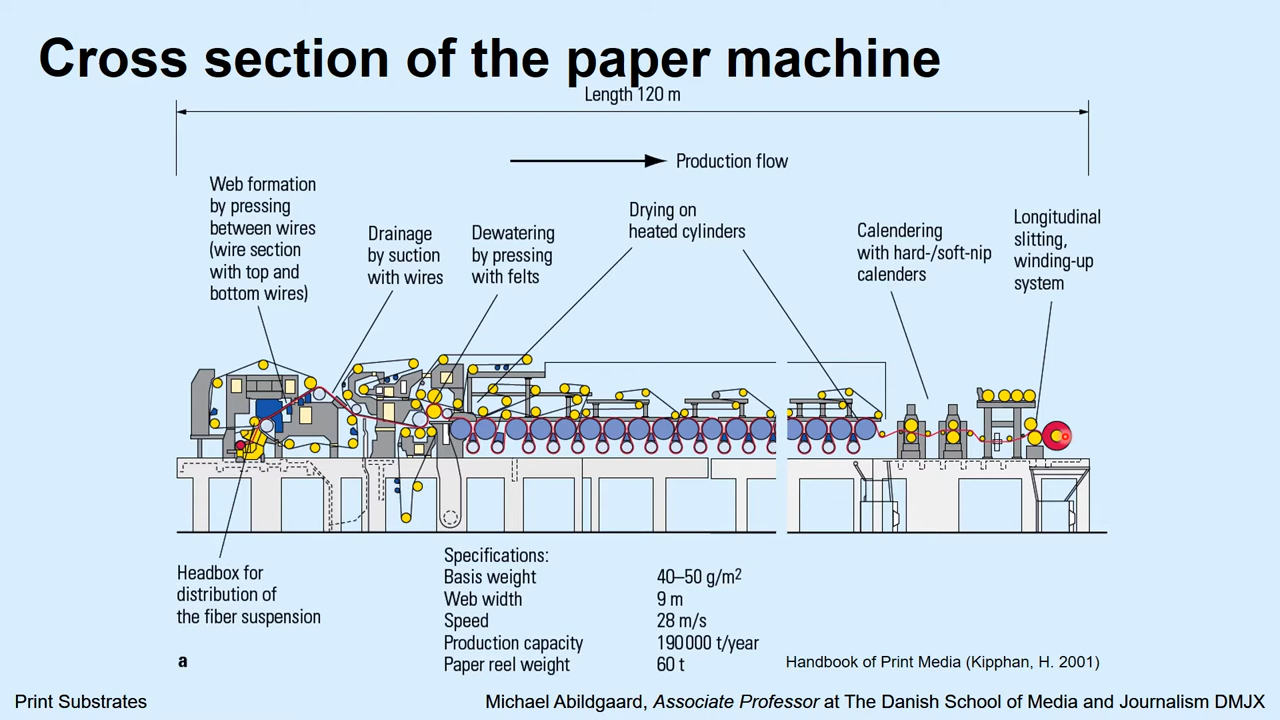 Cross section of the paper machine
Length 120 m
Production flow
Web formation
by pressing
between wires
(wire section
with top and
bottom wires)
Drainage
by suction
with wires
Dewatering
by pressing
with felts
Drying on
heated cylinders
Calendering
with hard-/soft-nip
calenders
Longitudinal
slitting,
winding-up
system
Headbox for
distribution of
the fiber suspension
Specifications:
Basis weight 40–50 g/m²
Web width 9 m
Speed 28 m/s
Production capacity 190 000 t/year
Paper reel weight 60 t
a
Handbook of Print Media (Kipphan, H. 2001)
Print Substrates
Michael Abildgaard, Associate Professor at The Danish School of Media and Journalism DMJX